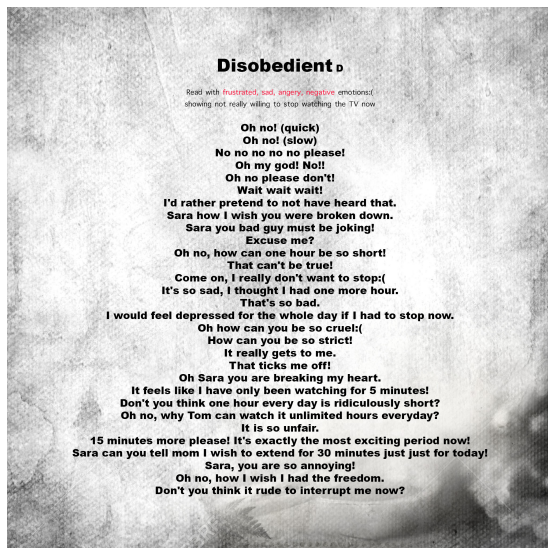 Disobedient D
Read with frustrated, sad, angery, negative emotions:(
showing not really willing to stop watching the TV now
Oh no! (quick)
Oh no! (slow)
No no no no no please!
Oh my god! No!!
Oh no please don't!
Wait wait wait!
I'd rather pretend to not have heard that.
Sara how I wish you were broken down.
Sara you bad guy must be joking!
Excuse me?
Oh no, how can one hour be so short!
That can't be true!
Come on, I really don't want to stop:(
It's so sad, I thought I had one more hour.
That's so bad.
I would feel depressed for the whole day if I had to stop now.
Oh how can you be so cruel:(
How can you be so strict!
It really gets to me.
That ticks me off!
Oh Sara you are breaking my heart.
It feels like I have only been watching for 5 minutes!
Don't you think one hour every day is ridiculously short?
Oh no, why Tom can watch it unlimited hours everyday?
It is so unfair.
15 minutes more please! It's exactly the most exciting period now!
Sara can you tell mom I wish to extend for 30 minutes just just for today!
Sara, you are so annoying!
Oh no, how I wish I had the freedom.
Don't you think it rude to interrupt me now?